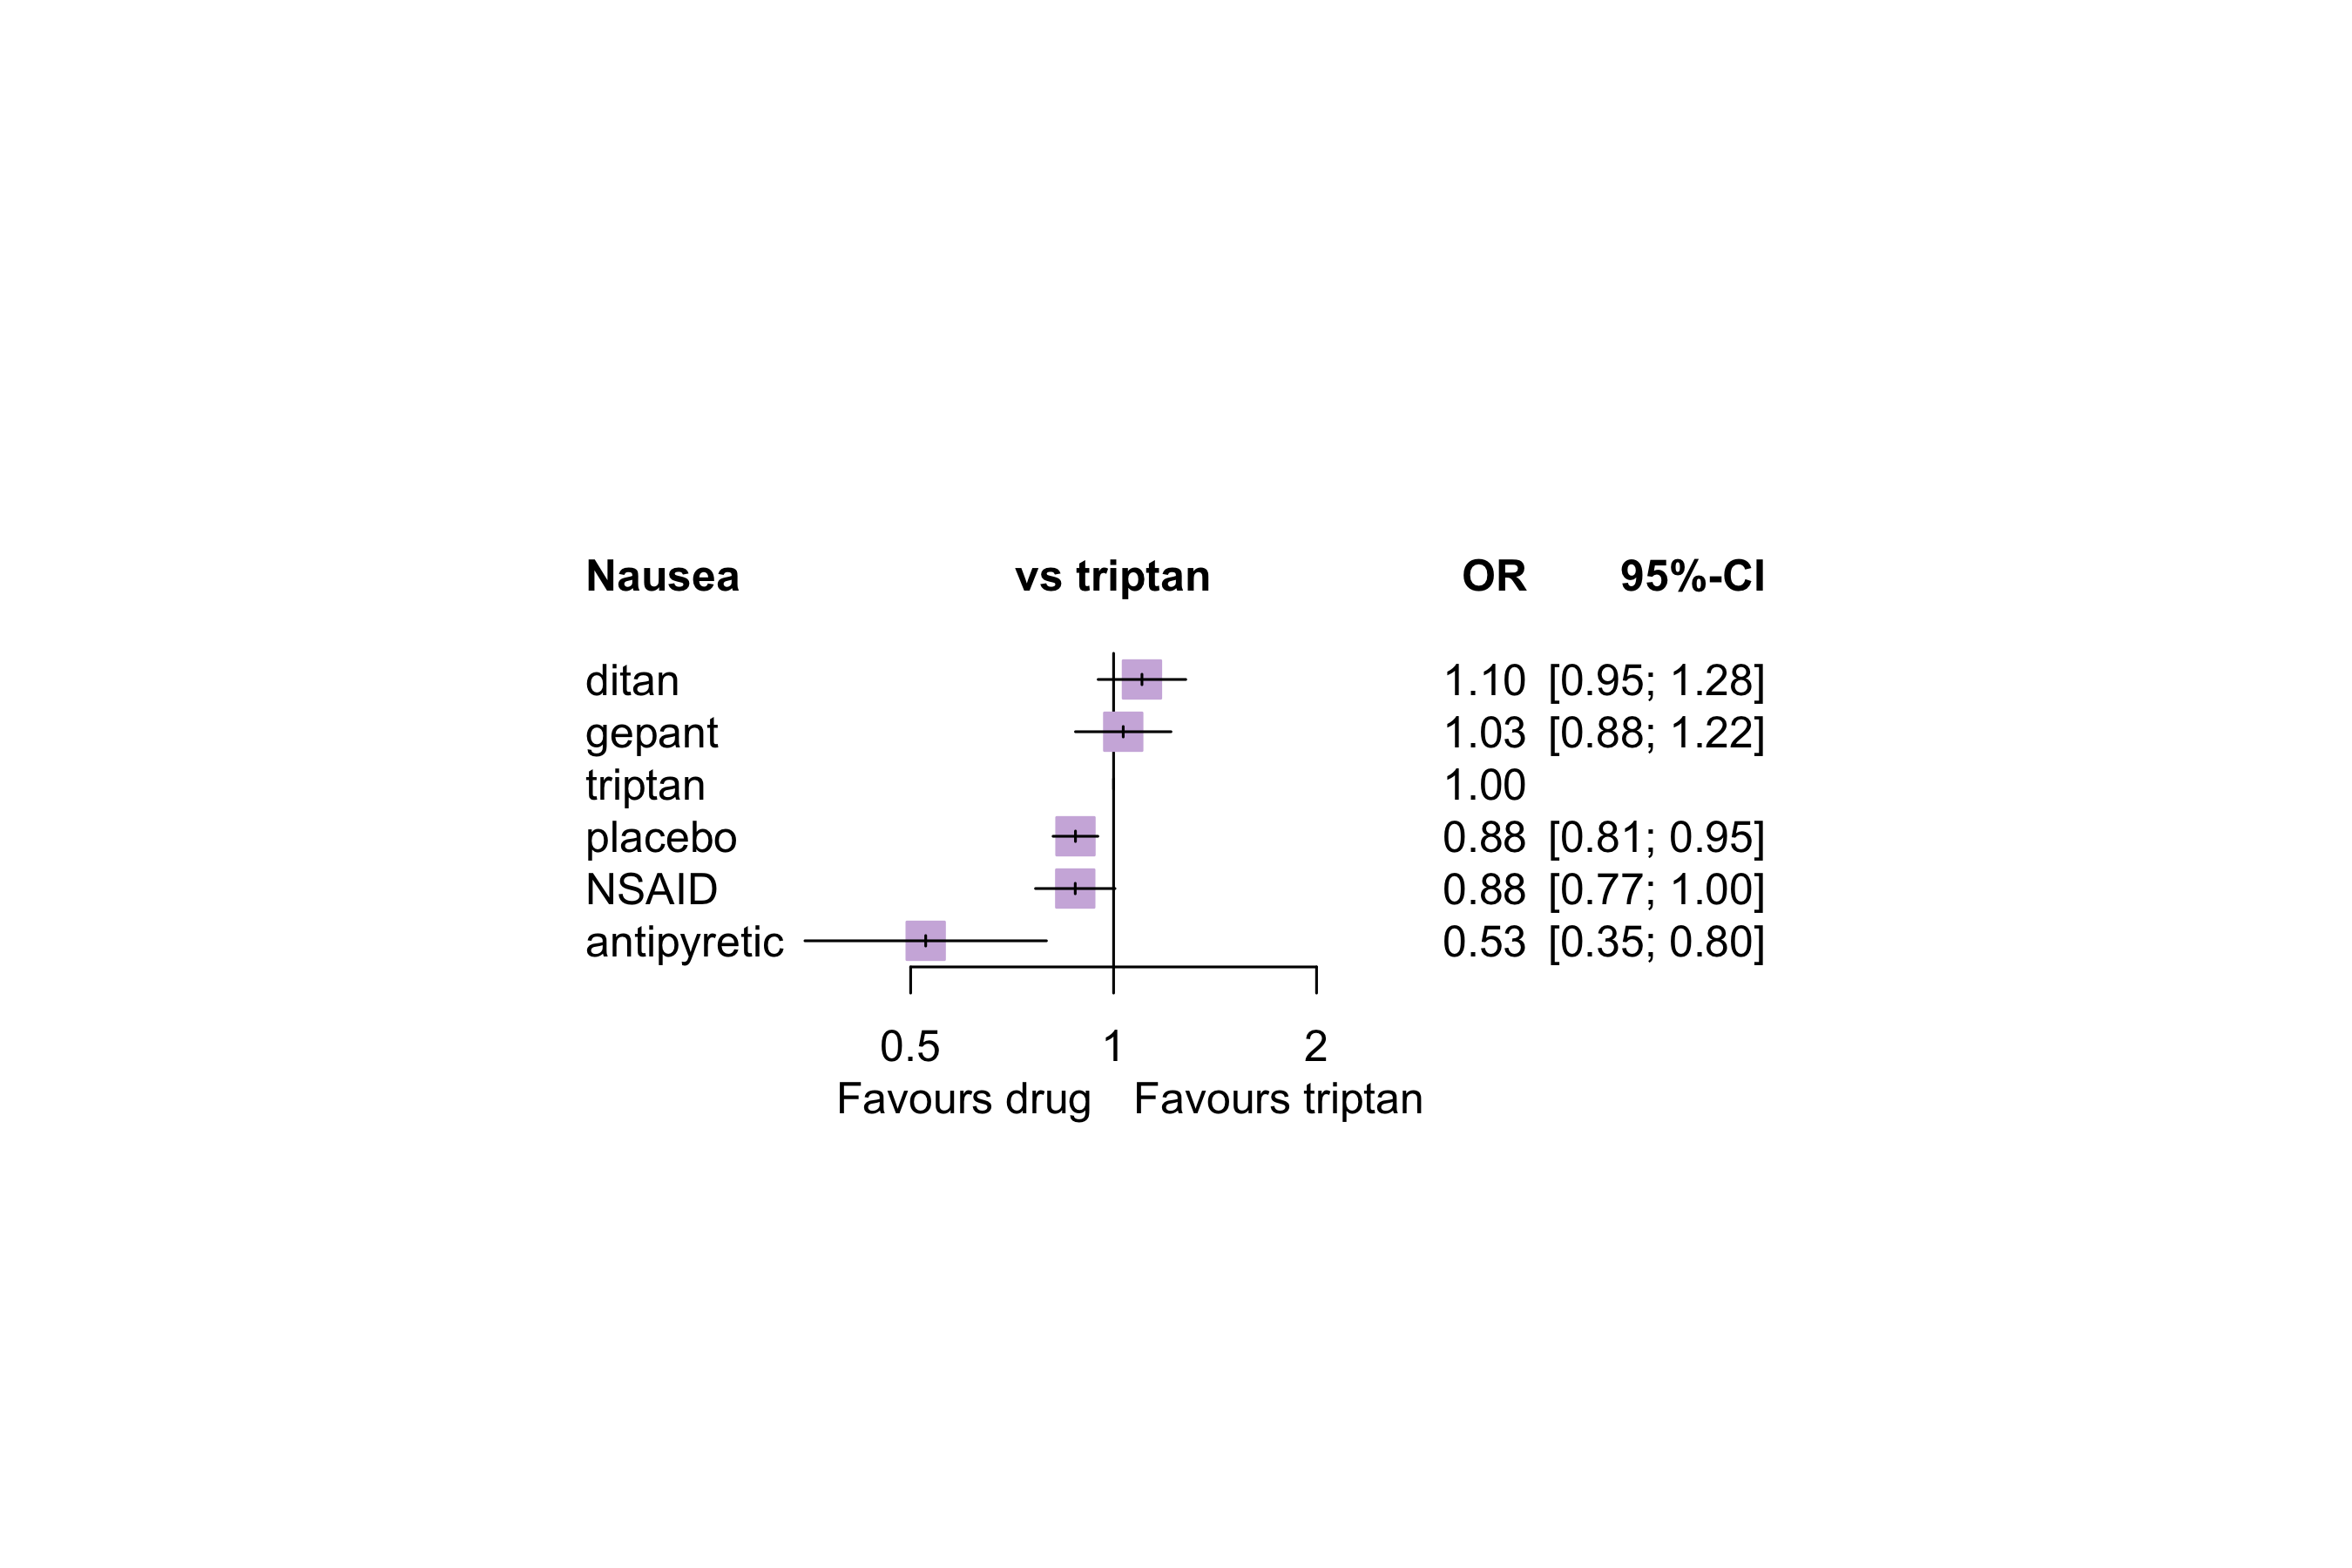 Nausea vs triptan OR 95%-CI
ditan 1.10 [0.95; 1.28]
gepant 1.03 [0.88; 1.22]
triptan 1.00
placebo 0.88 [0.81; 0.95]
NSAID 0.88 [0.77; 1.00]
antipyretic 0.53 [0.35; 0.80]
0.5 1 2
Favours drug Favours triptan